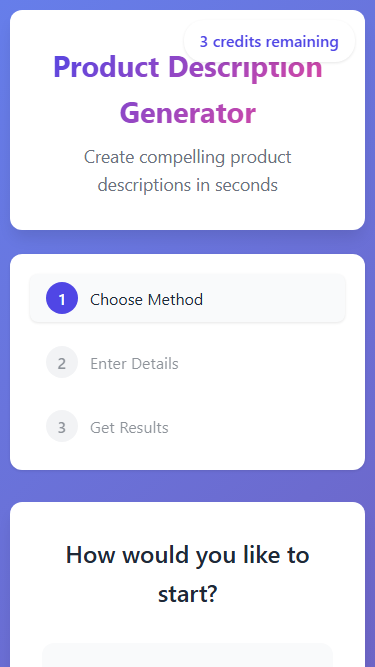 3 credits remaining
Product Description
Generator
Create compelling product
descriptions in seconds
1 Choose Method
2 Enter Details
3 Get Results
How would you like to
start?